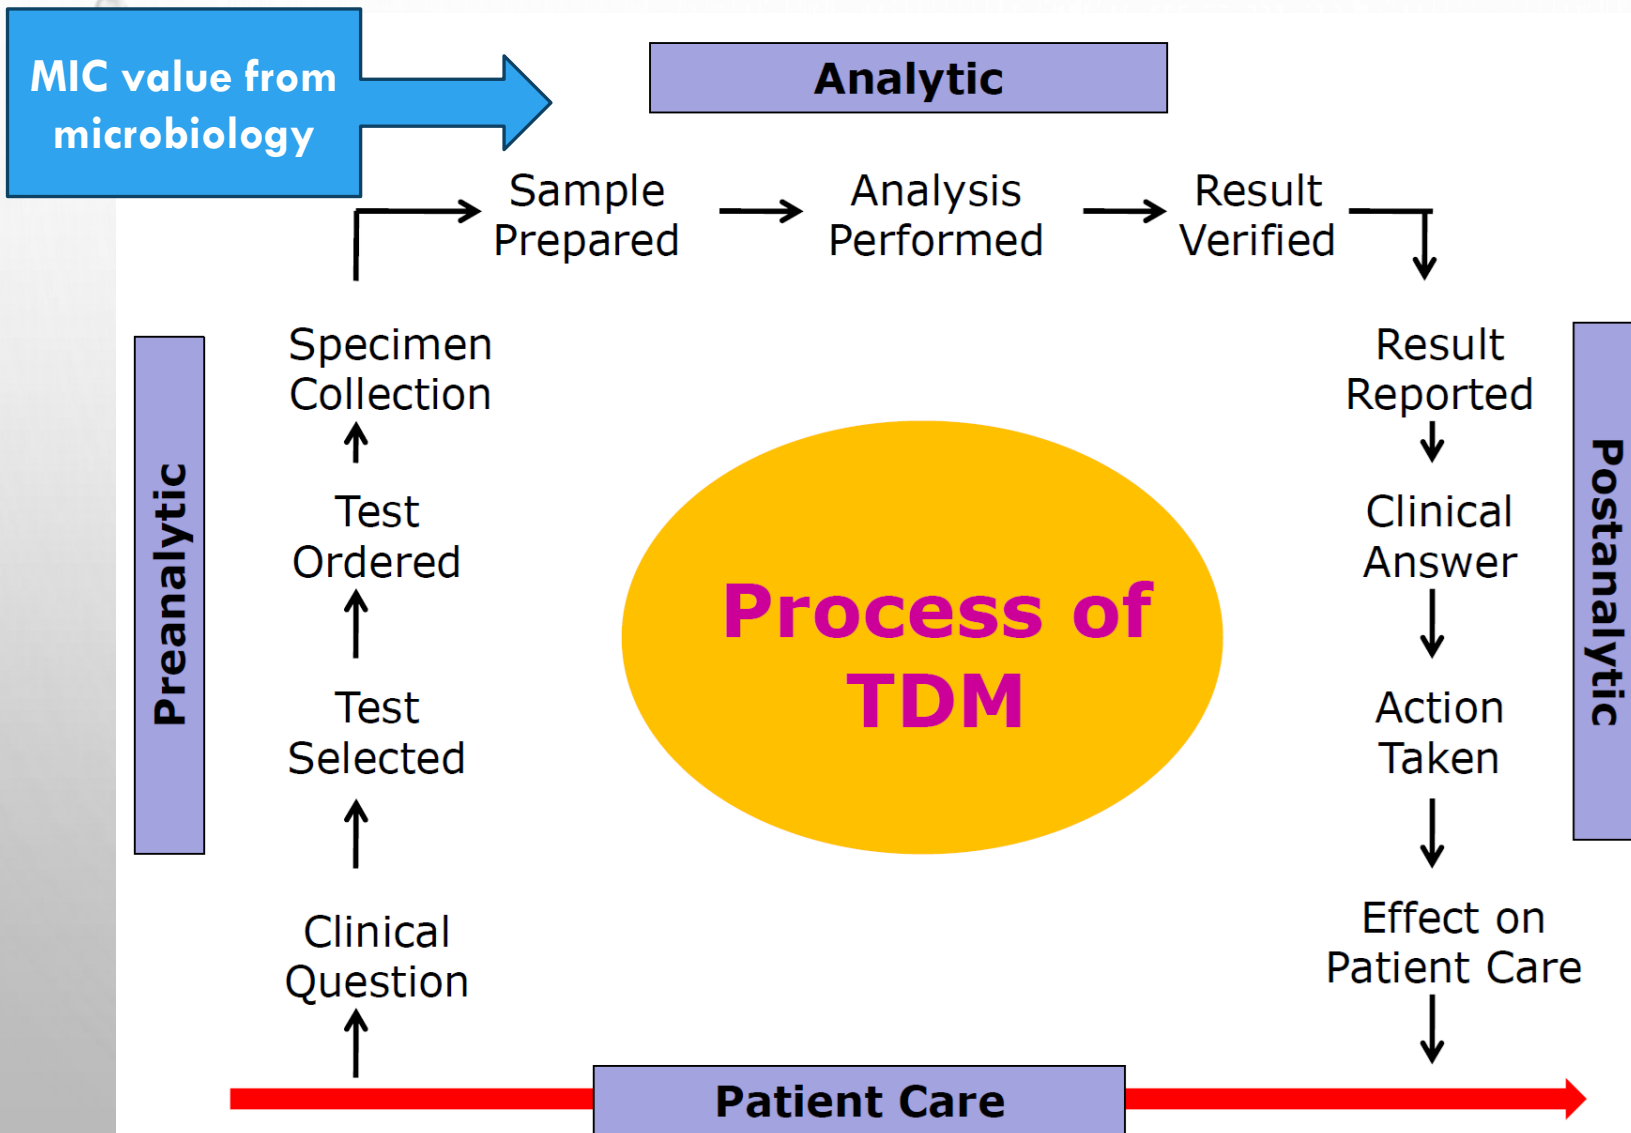 MIC value from
microbiology
Analytic
Sample
Prepared
Analysis
Performed
Result
Verified
Specimen
Collection
Test
Ordered
Test
Selected
Clinical
Question
Preanalytic
Process of
TDM
Result
Reported
Clinical
Answer
Action
Taken
Effect on
Patient Care
Postanalytic
Patient Care